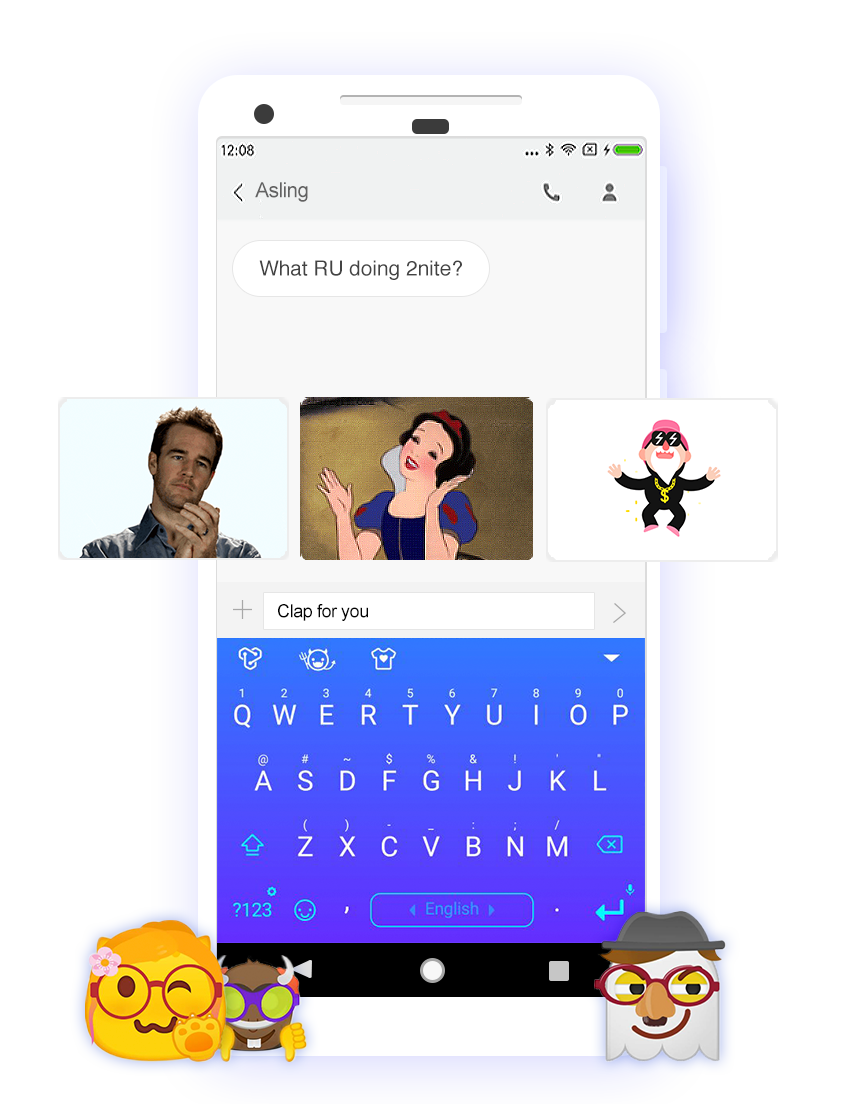 12:08
Asling
What RU doing 2nite?
$
Clap for you
1 2 3 4 5 6 7 8 9 0
Q W E R T Y U I O P
@ # ~ $ % & ! ' "
A S D F G H J K L
( ) - _ : ; /
Z X C V B N M
?123 , English .